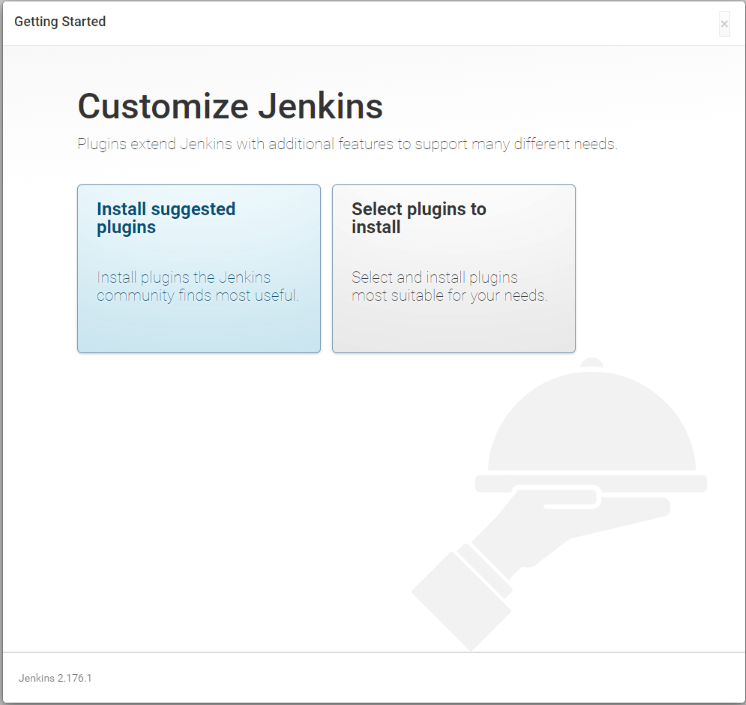 Getting Started
×
Customize Jenkins
Plugins extend Jenkins with additional features to support many different needs.
Install suggested
plugins
Install plugins the Jenkins
community finds most useful.
Select plugins to
install
Select and install plugins
most suitable for your needs.
Jenkins 2.176.1